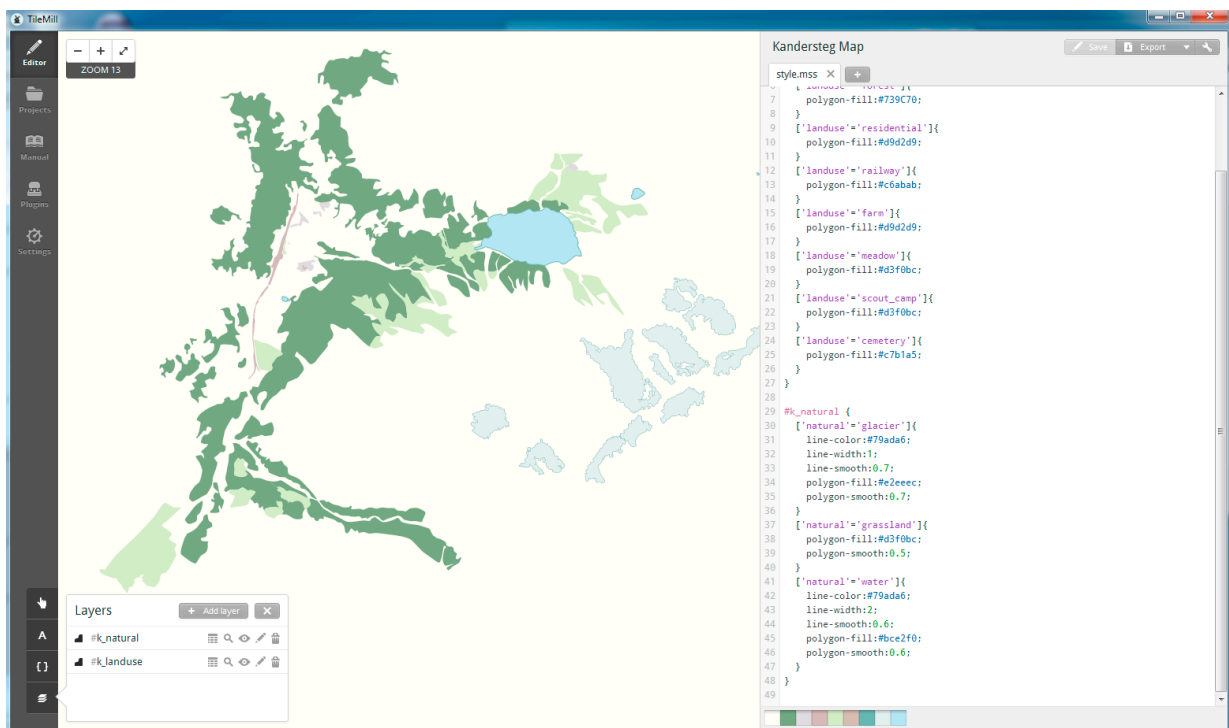 TileMill
Editor
Projects
Manual
Plugins
Settings
ZOOM 13
Kandersteg Map
Save
Export
style.mss
6 ['landuse'='forest']{
7 polygon-fill:#739C70;
8 }
9 ['landuse'='residential']{
10 polygon-fill:#d9d2d9;
11 }
12 ['landuse'='railway']{
13 polygon-fill:#c6abab;
14 }
15 ['landuse'='farm']{
16 polygon-fill:#d9d2d9;
17 }
18 ['landuse'='meadow']{
19 polygon-fill:#d3f0bc;
20 }
21 ['landuse'='scout_camp']{
22 polygon-fill:#d3f0bc;
23 }
24 ['landuse'='cemetery']{
25 polygon-fill:#c7b1a5;
26 }
27 }
28
29 #k_natural {
30 ['natural'='glacier']{
31 line-color:#79ada6;
32 line-width:1;
33 line-smooth:0.7;
34 polygon-fill:#e2eeec;
35 polygon-smooth:0.7;
36 }
37 ['natural'='grassland']{
38 polygon-fill:#d3f0bc;
39 polygon-smooth:0.5;
40 }
41 ['natural'='water']{
42 line-color:#79ada6;
43 line-width:2;
44 line-smooth:0.6;
45 polygon-fill:#bce2f0;
46 polygon-smooth:0.6;
47 }
48 }
49
Layers
+ Add layer
#k_natural
#k_landuse
A
{ }